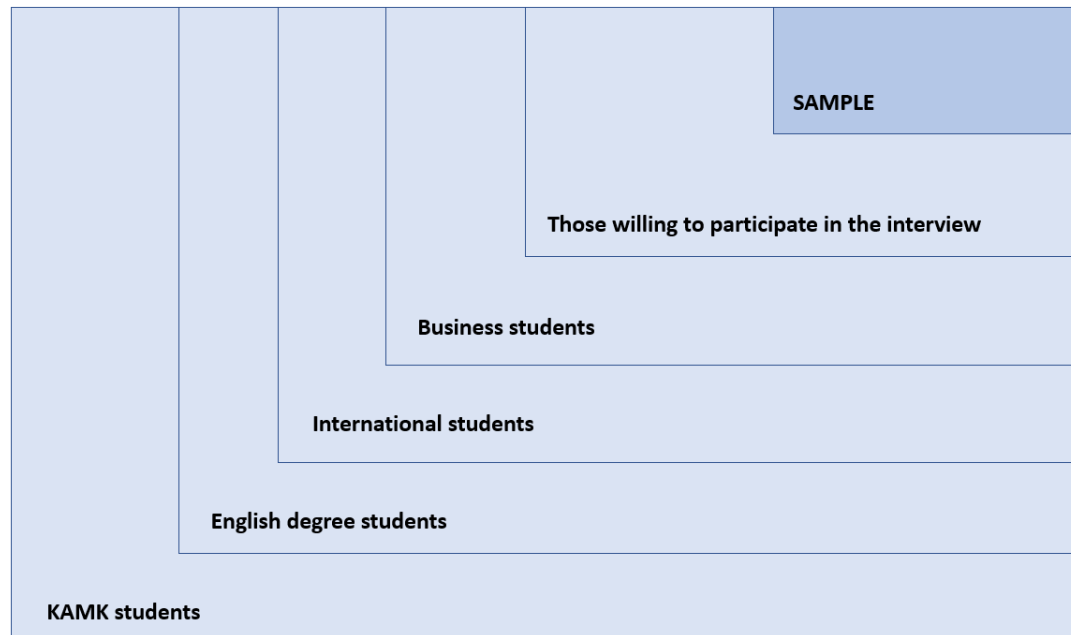 SAMPLE
Those willing to participate in the interview
Business students
International students
English degree students
KAMK students